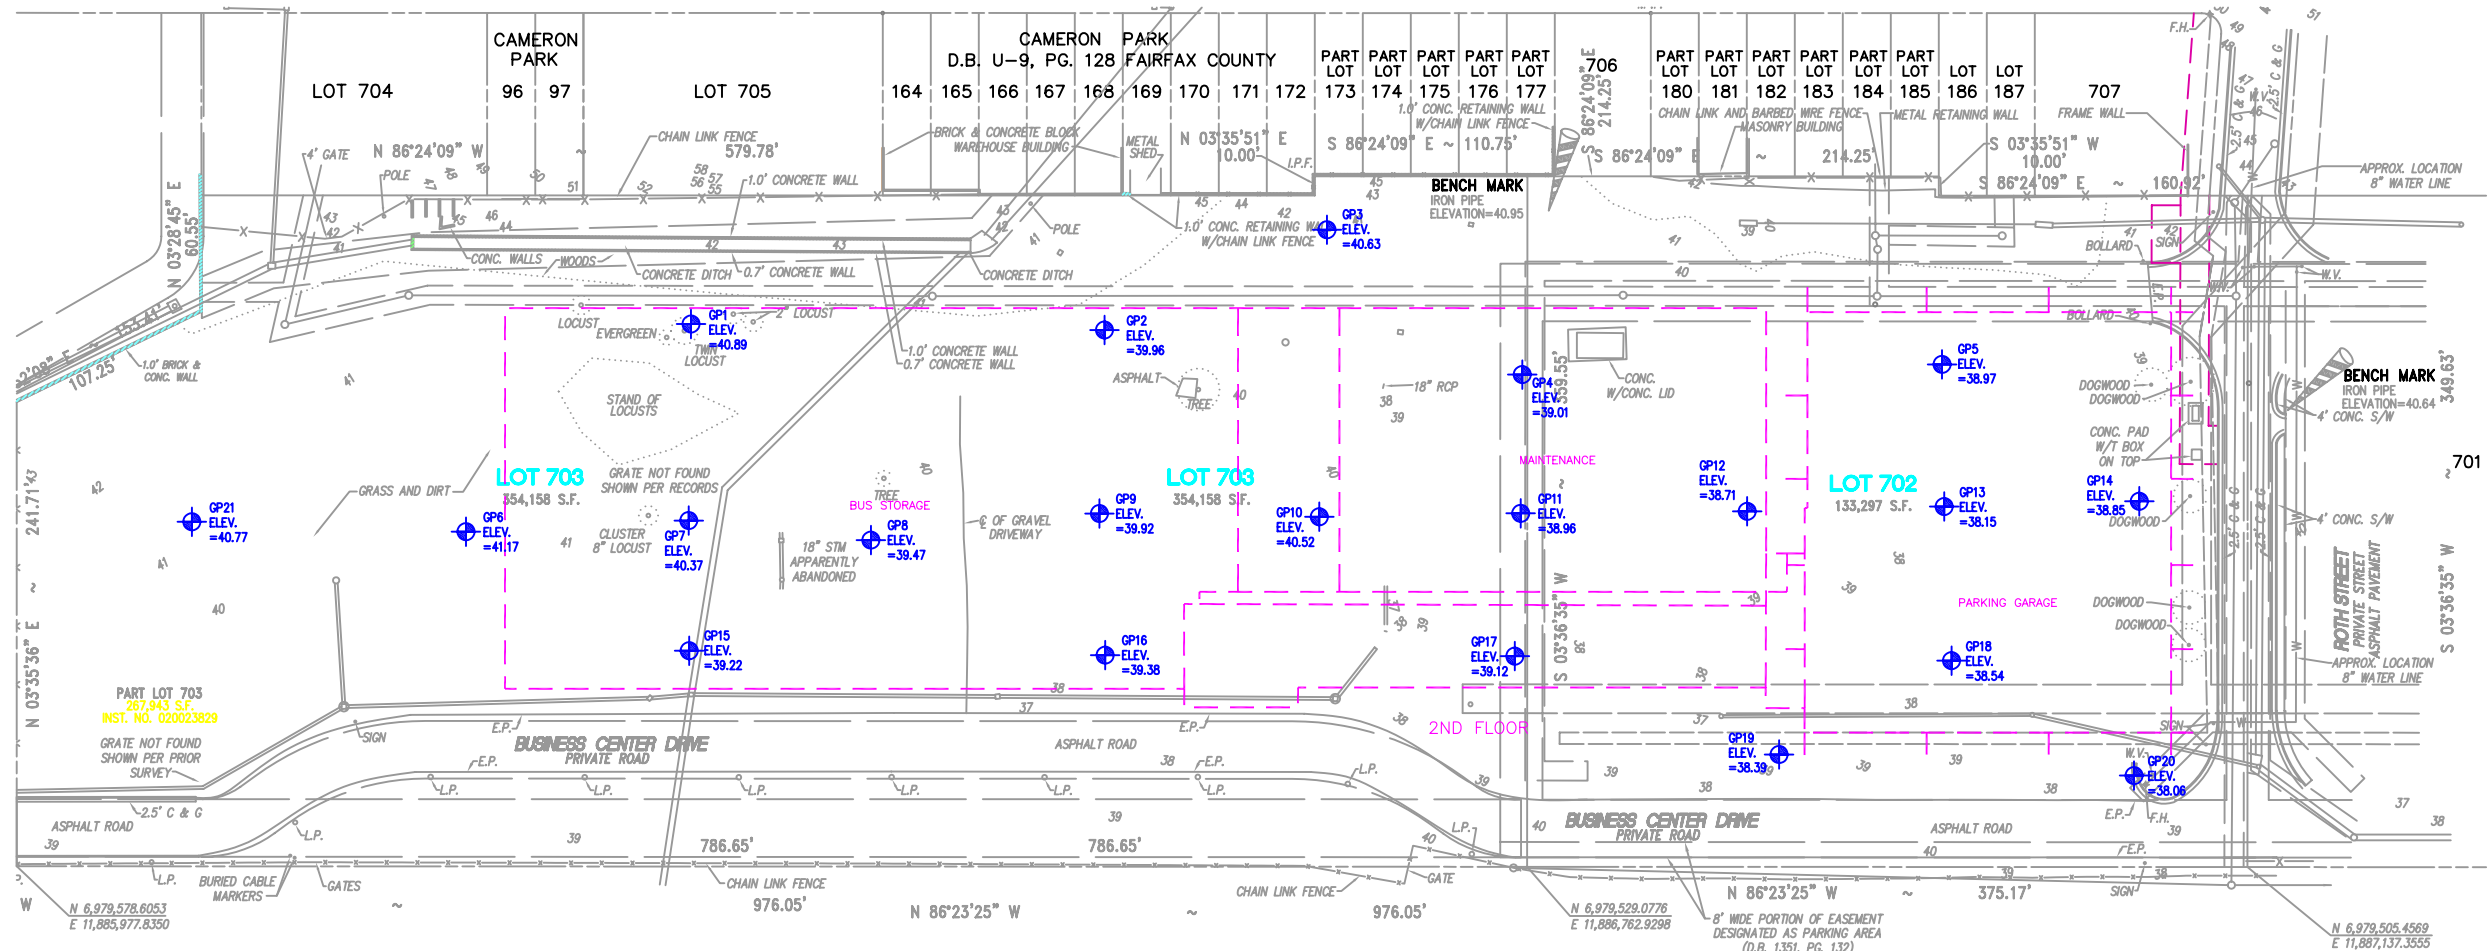 CAMERON
PARK
LOT 704
96
97
LOT 705
CAMERON PARK
D.B. U-9, PG. 128 FAIRFAX COUNTY
164
165
166
167
168
169
170
171
172
PART
LOT
173
PART
LOT
174
PART
LOT
175
PART
LOT
176
PART
LOT
177
706
S 86°24'09" E
214.25'
PART
LOT
180
PART
LOT
181
PART
LOT
182
PART
LOT
183
PART
LOT
184
PART
LOT
185
LOT
186
LOT
187
707
F.H.
FRAME WALL
4' GATE
POLE
N 86°24'09" W ~ 579.78'
CHAIN LINK FENCE
1.0' CONCRETE WALL
BRICK & CONCRETE BLOCK
WAREHOUSE BUILDING
METAL
SHED
N 03°35'51" E
10.00'
I.P.F.
1.0' CONC. RETAINING WALL
W/CHAIN LINK FENCE
S 86°24'09" E ~ 110.75'
BENCH MARK
IRON PIPE
ELEVATION=40.95
CHAIN LINK AND BARBED WIRE FENCE
MASONRY BUILDING
METAL RETAINING WALL
S 86°24'09" E ~ 214.25'
S 03°35'51" W
10.00'
S 86°24'09" E ~ 160.92'
APPROX. LOCATION
8" WATER LINE
N 03°28'45" E
660.55'
CONC. WALLS
WOODS
CONCRETE DITCH
0.7' CONCRETE WALL
CONCRETE DITCH
POLE
1.0' CONC. RETAINING
W/CHAIN LINK FENCE
GP3
ELEV.
=40.63
BOLLARD
SIGN
W.V.
E.P.
BOLLARD
153.41'
107.25'
1.0' BRICK &
CONC. WALL
LOCUST
EVERGREEN
TWIN
LOCUST
2" LOCUST
GP1
ELEV.
=40.89
1.0' CONCRETE WALL
0.7' CONCRETE WALL
GP2
ELEV.
=39.96
ASPHALT
TREE
18" RCP
GP4
ELEV.
=39.01
359.55'
CONC.
W/CONC. LID
GP5
ELEV.
=38.97
DOGWOOD
DOGWOOD
BENCH MARK
IRON PIPE
ELEVATION=40.64
4' CONC. S/W
349.63'
CONC. PAD
W/T BOX
ON TOP
701
STAND OF
LOCUSTS
LOT 703
354,158 S.F.
GRATE NOT FOUND
SHOWN PER RECORDS
GRASS AND DIRT
TREE
BUS STORAGE
LOT 703
354,158 S.F.
MAINTENANCE
LOT 702
133,297 S.F.
241.71'
GP21
ELEV.
=40.77
GP6
ELEV.
=41.17
CLUSTER
8" LOCUST
GP7
ELEV.
=40.37
18" STM
APPARENTLY
ABANDONED
GP8
ELEV.
=39.47
℄ OF GRAVEL
DRIVEWAY
GP9
ELEV.
=39.92
GP10
ELEV.
=40.52
GP11
ELEV.
=38.96
GP12
ELEV.
=38.71
GP13
ELEV.
=38.15
GP14
ELEV.
=38.85
DOGWOOD
4' CONC. S/W
2.5' C & G
2.5' C & G
ROTH STREET
PRIVATE STREET
ASPHALT PAVEMENT
S 03°36'35" W
N 03°35'36" E
S 03°36'35" W
PARKING GARAGE
DOGWOOD
DOGWOOD
GP15
ELEV.
=39.22
GP16
ELEV.
=39.38
GP17
ELEV.
=39.12
GP18
ELEV.
=38.54
APPROX. LOCATION
8" WATER LINE
PART LOT 703
267,943 S.F.
INST. NO. 020023829
GRATE NOT FOUND
SHOWN PER PRIOR
SURVEY
SIGN
E.P.
BUSINESS CENTER DRIVE
PRIVATE ROAD
ASPHALT ROAD
E.P.
2ND FLOOR
GP19
ELEV.
=38.39
SIGN
W.V.
GP20
ELEV.
=38.06
E.P.
E.P.
L.P.
L.P.
L.P.
L.P.
L.P.
L.P.
L.P.
2.5' C & G
ASPHALT ROAD
L.P.
786.65'
786.65'
L.P.
BUSINESS CENTER DRIVE
PRIVATE ROAD
ASPHALT ROAD
E.P.
F.H.
E.P.
L.P.
BURIED CABLE
MARKERS
GATES
CHAIN LINK FENCE
CHAIN LINK FENCE
GATE
N 86°23'25" W ~ 375.17'
SIGN
W ~ 976.05'
N 86°23'25" W ~ 976.05'
N 6,979,578.6053
E 11,885,977.8350
N 6,979,529.0776
E 11,886,762.9298
8' WIDE PORTION OF EASEMENT
DESIGNATED AS PARKING AREA
(D.B. 1351, PG. 132)
N 6,979,505.4569
E 11,887,137.3555